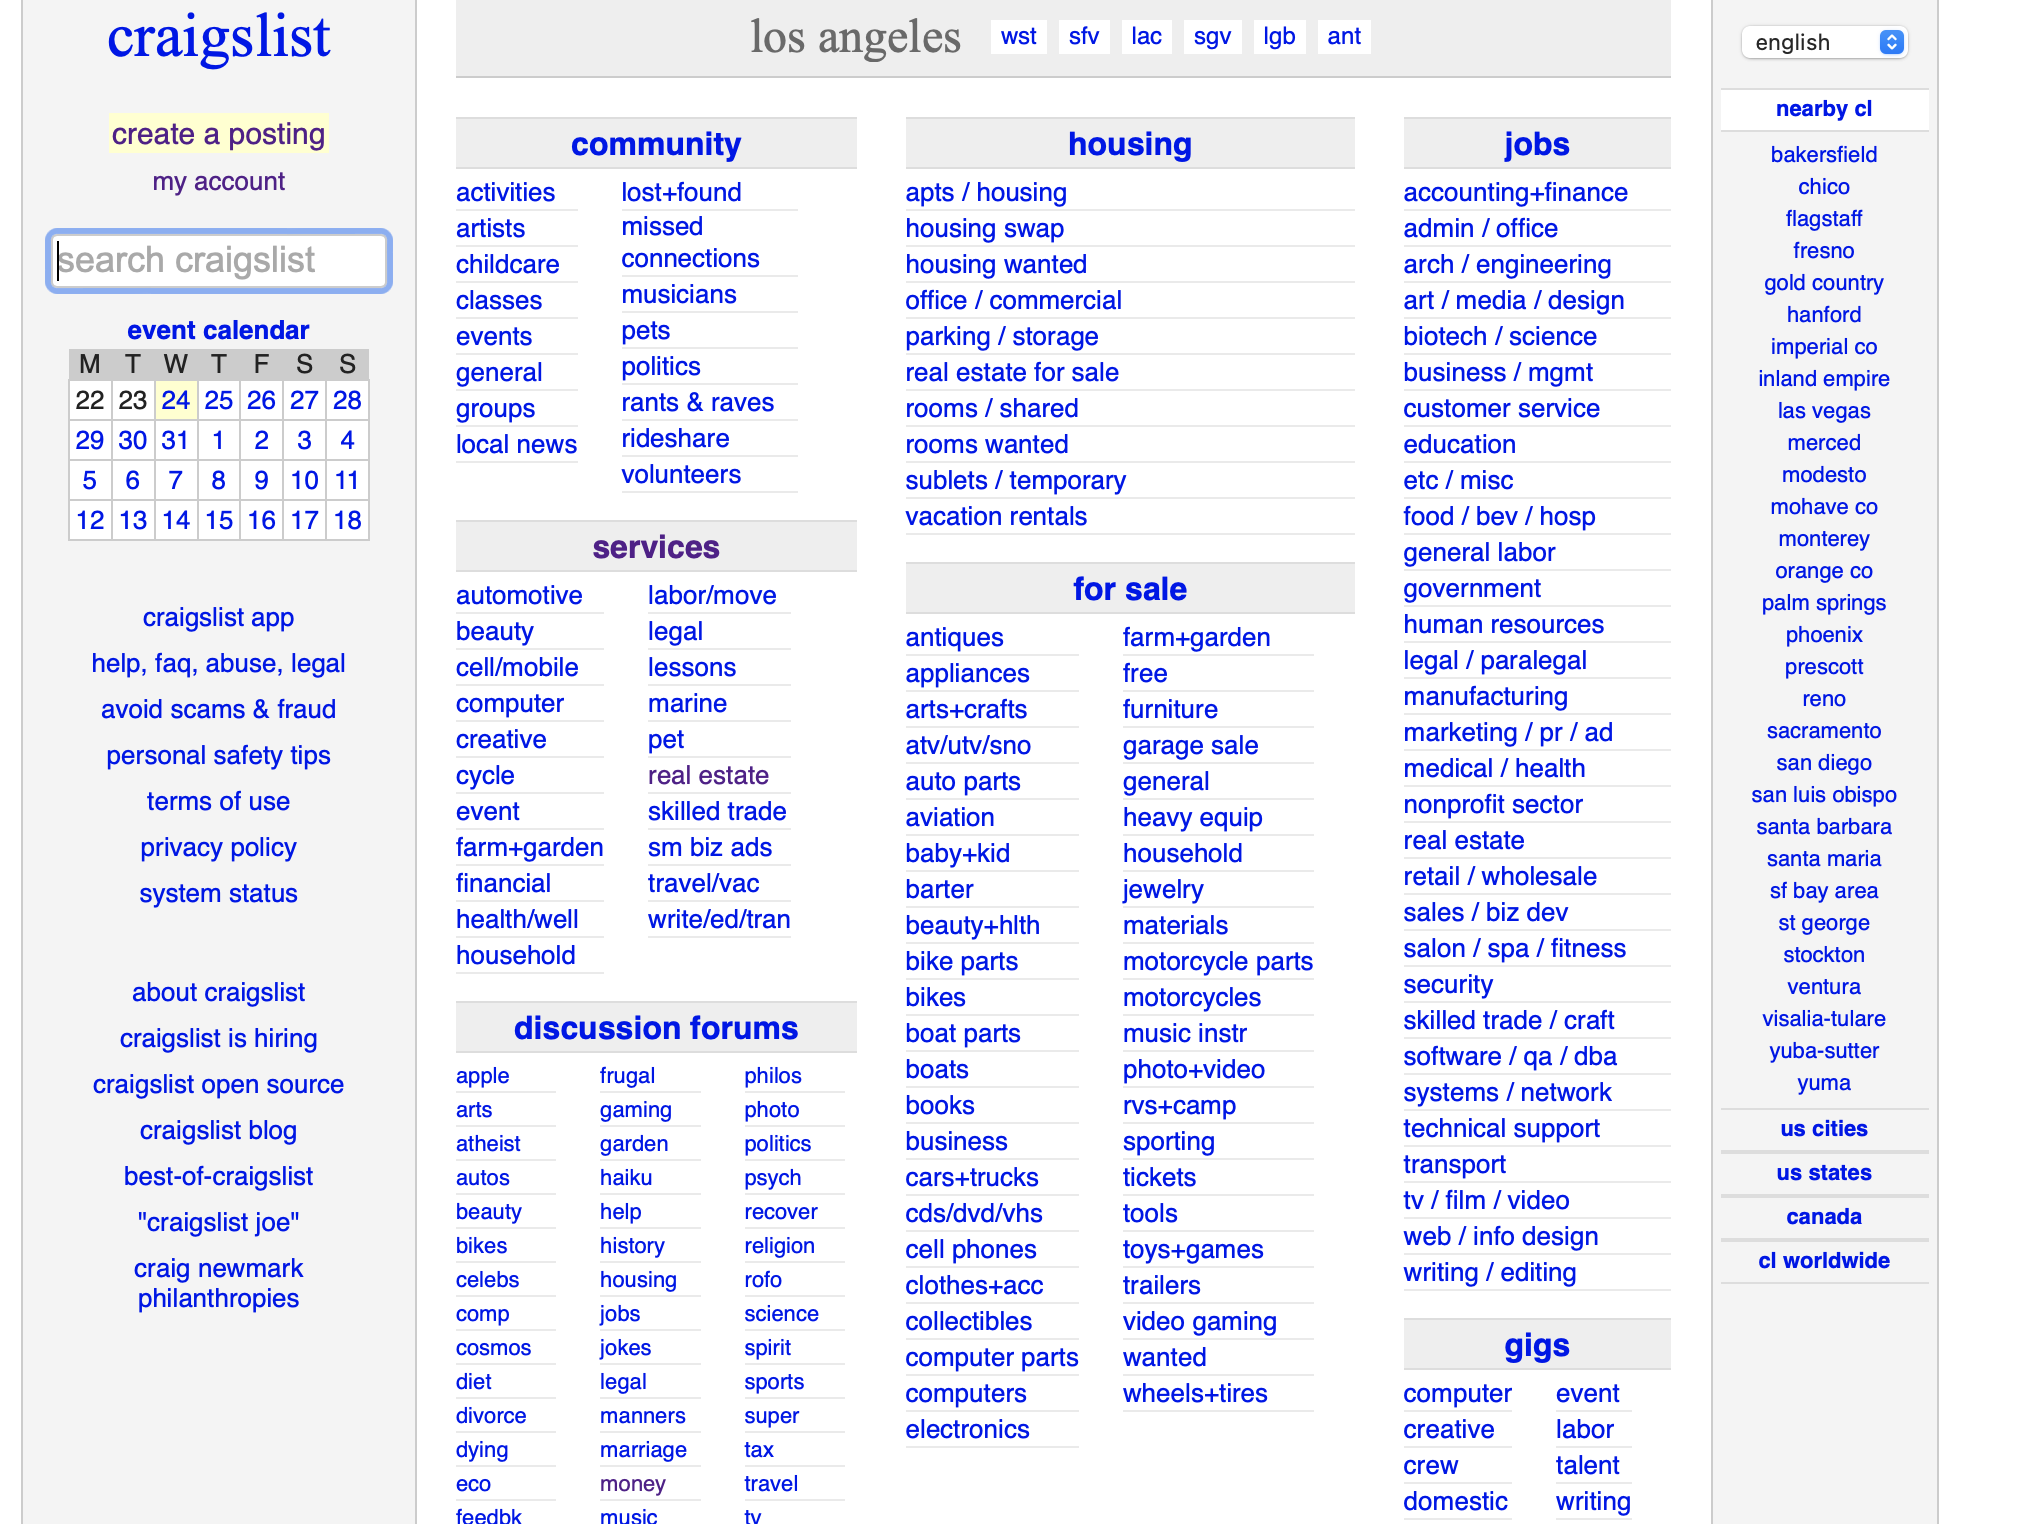 craigslist
create a posting
my account
search craigslist
event calendar
M T W T F S S
22 23 24 25 26 27 28
29 30 31 1 2 3 4
5 6 7 8 9 10 11
12 13 14 15 16 17 18
craigslist app
help, faq, abuse, legal
avoid scams & fraud
personal safety tips
terms of use
privacy policy
system status
about craigslist
craigslist is hiring
craigslist open source
craigslist blog
best-of-craigslist
"craigslist joe"
craig newmark
philanthropies
los angeles wst sfv lac sgv lgb ant
community
activities
artists
childcare
classes
events
general
groups
local news
lost+found
missed
connections
musicians
pets
politics
rants & raves
rideshare
volunteers
services
automotive
beauty
cell/mobile
computer
creative
cycle
event
farm+garden
financial
health/well
household
labor/move
legal
lessons
marine
pet
real estate
skilled trade
sm biz ads
travel/vac
write/ed/tran
discussion forums
apple
arts
atheist
autos
beauty
bikes
celebs
comp
cosmos
diet
divorce
dying
eco
feedbk
frugal
gaming
garden
haiku
help
history
housing
jobs
jokes
legal
manners
marriage
money
music
philos
photo
politics
psych
recover
religion
rofo
science
spirit
sports
super
tax
travel
tv
housing
apts / housing
housing swap
housing wanted
office / commercial
parking / storage
real estate for sale
rooms / shared
rooms wanted
sublets / temporary
vacation rentals
for sale
antiques
appliances
arts+crafts
atv/utv/sno
auto parts
aviation
baby+kid
barter
beauty+hlth
bike parts
bikes
boat parts
boats
books
business
cars+trucks
cds/dvd/vhs
cell phones
clothes+acc
collectibles
computer parts
computers
electronics
farm+garden
free
furniture
garage sale
general
heavy equip
household
jewelry
materials
motorcycle parts
motorcycles
music instr
photo+video
rvs+camp
sporting
tickets
tools
toys+games
trailers
video gaming
wanted
wheels+tires
jobs
accounting+finance
admin / office
arch / engineering
art / media / design
biotech / science
business / mgmt
customer service
education
etc / misc
food / bev / hosp
general labor
government
human resources
legal / paralegal
manufacturing
marketing / pr / ad
medical / health
nonprofit sector
real estate
retail / wholesale
sales / biz dev
salon / spa / fitness
security
skilled trade / craft
software / qa / dba
systems / network
technical support
transport
tv / film / video
web / info design
writing / editing
gigs
computer
creative
crew
domestic
event
labor
talent
writing
english
nearby cl
bakersfield
chico
flagstaff
fresno
gold country
hanford
imperial co
inland empire
las vegas
merced
modesto
mohave co
monterey
orange co
palm springs
phoenix
prescott
reno
sacramento
san diego
san luis obispo
santa barbara
santa maria
sf bay area
st george
stockton
ventura
visalia-tulare
yuba-sutter
yuma
us cities
us states
canada
cl worldwide